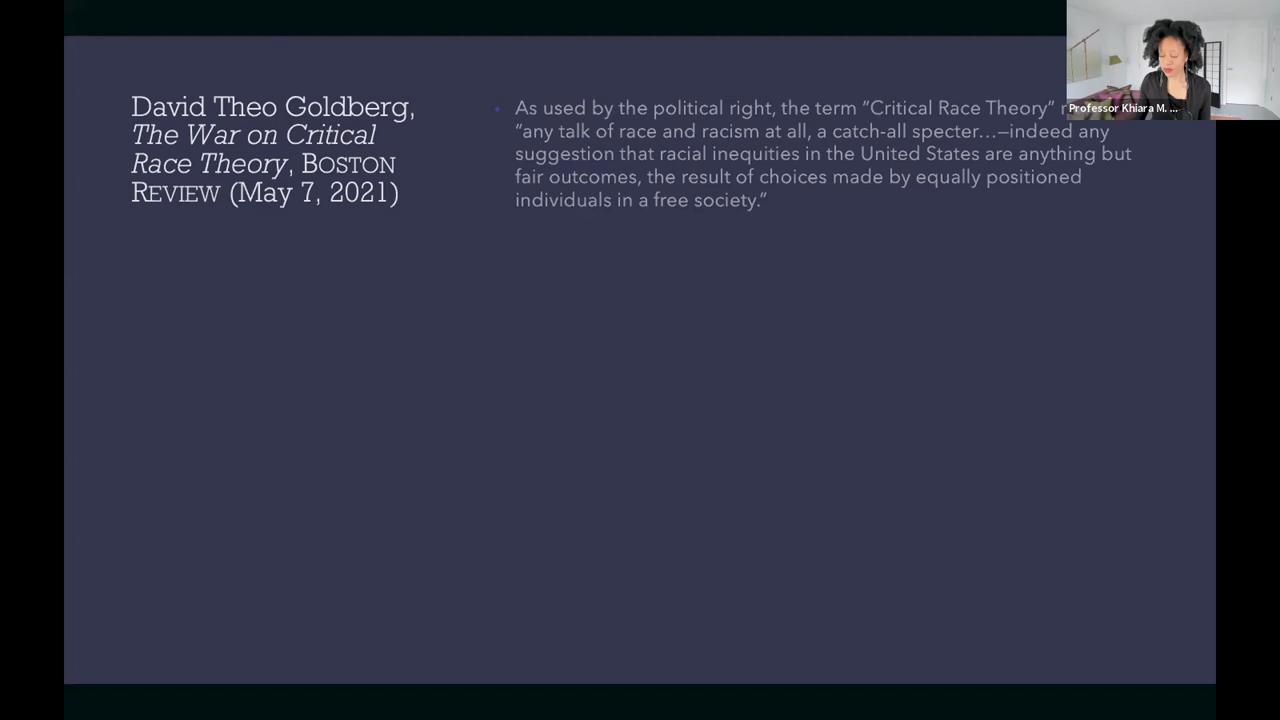 David Theo Goldberg,
The War on Critical
Race Theory, BOSTON
REVIEW (May 7, 2021)
• As used by the political right, the term “Critical Race Theory”
“any talk of race and racism at all, a catch-all specter…—indeed any
suggestion that racial inequities in the United States are anything but
fair outcomes, the result of choices made by equally positioned
individuals in a free society.”
Professor Khiara M. ...